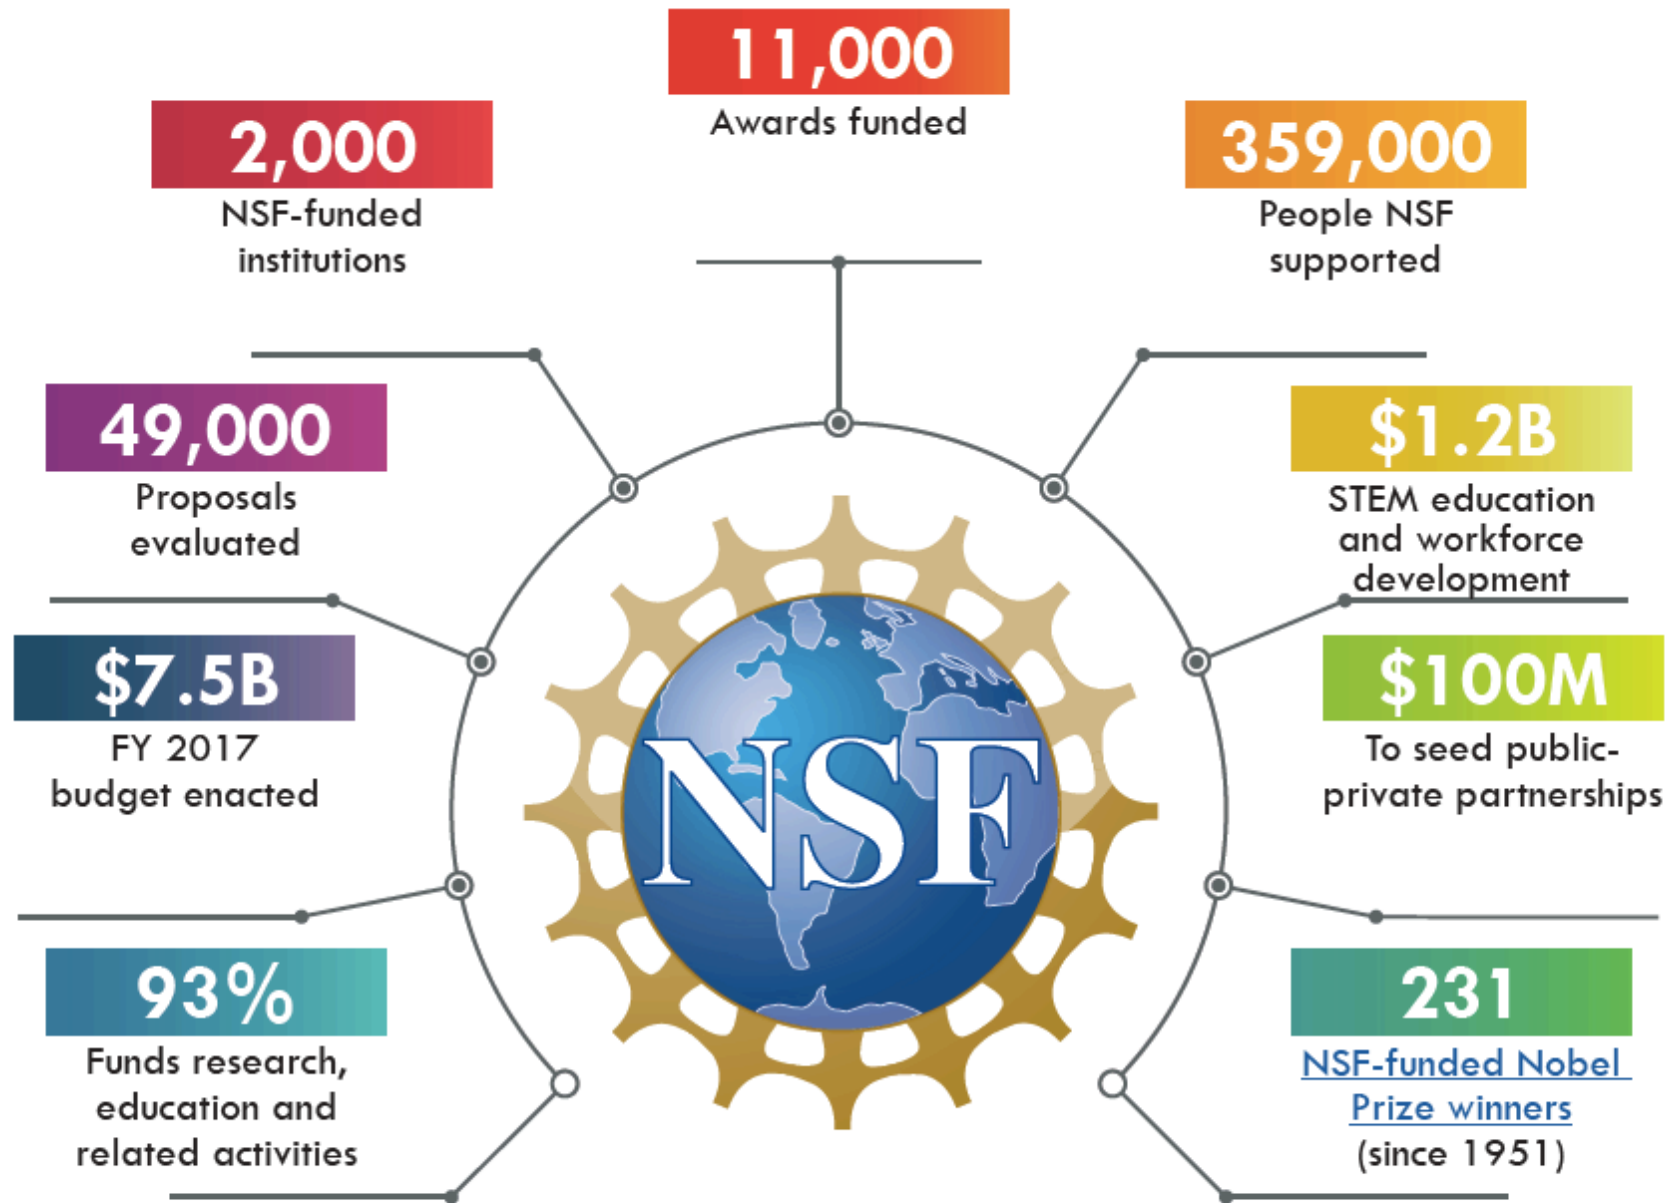 11,000
Awards funded
2,000
NSF-funded
institutions
359,000
People NSF
supported
49,000
Proposals
evaluated
$1.2B
STEM education
and workforce
development
$7.5B
FY 2017
budget enacted
$100M
To seed public-
private partnerships
NSF
93%
Funds research,
education and
related activities
231
NSF-funded Nobel
Prize winners
(since 1951)